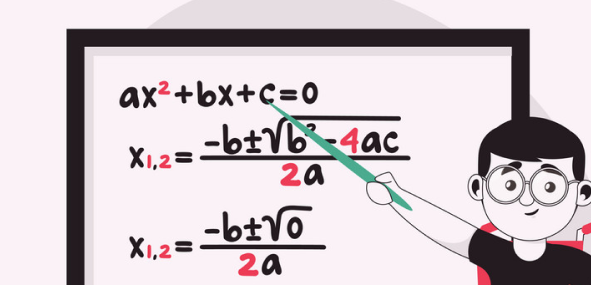 ax²+bx+c=0
x₁,₂= -b±√b²-4ac / 2a
x₁,₂= -b±√0 / 2a